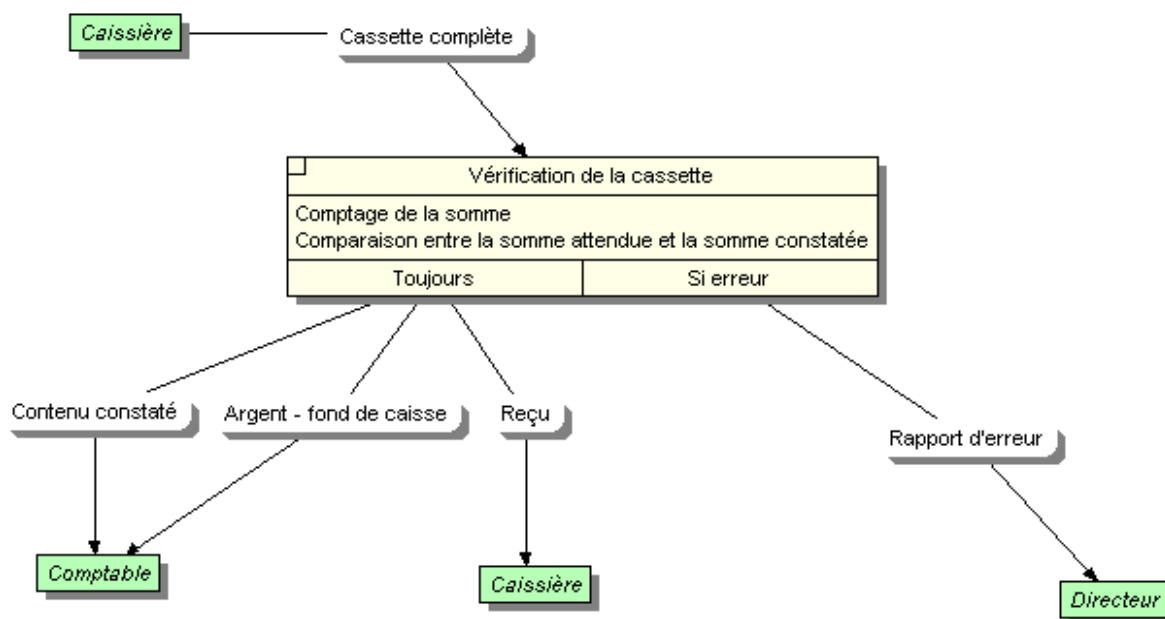 Caissière
Cassette complète
Vérification de la cassette
Comptage de la somme
Comparaison entre la somme attendue et la somme constatée
Toujours
Si erreur
Contenu constaté
Argent - fond de caisse
Reçu
Rapport d'erreur
Comptable
Caissière
Directeur